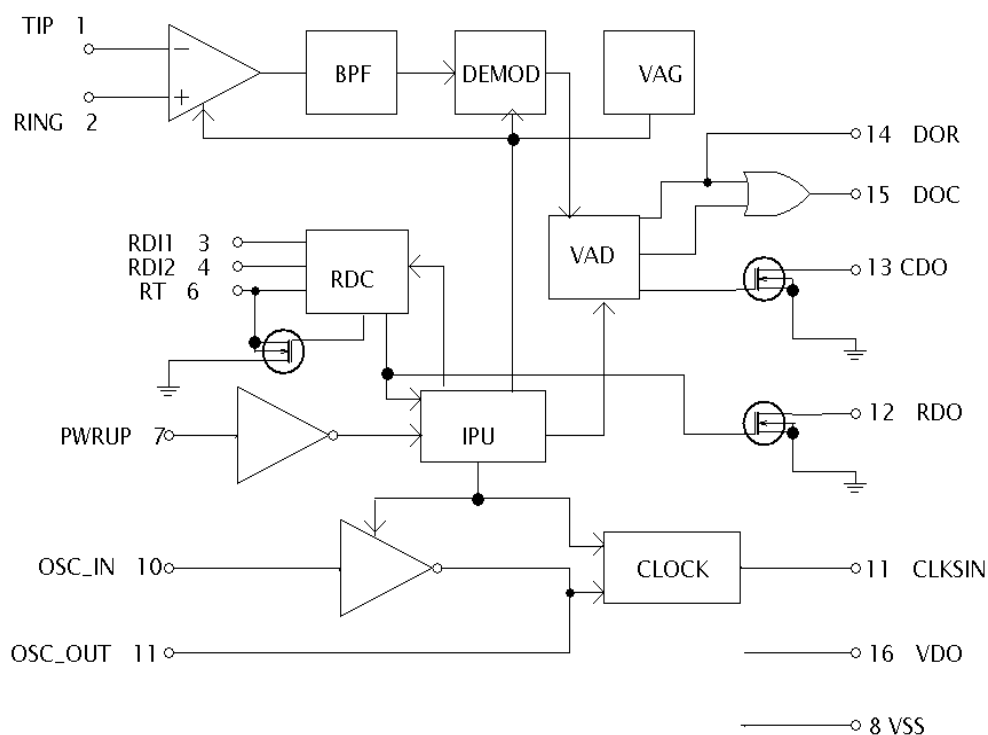 TIP 1
BPF
DEMOD
VAG
RING 2
14 DOR
15 DOC
RDI1 3
RDI2 4
RT 6
RDC
VAD
13 CDO
12 RDO
PWRUP 7
IPU
OSC_IN 10
CLOCK
11 CLKSIN
OSC_OUT 11
16 VDO
8 VSS